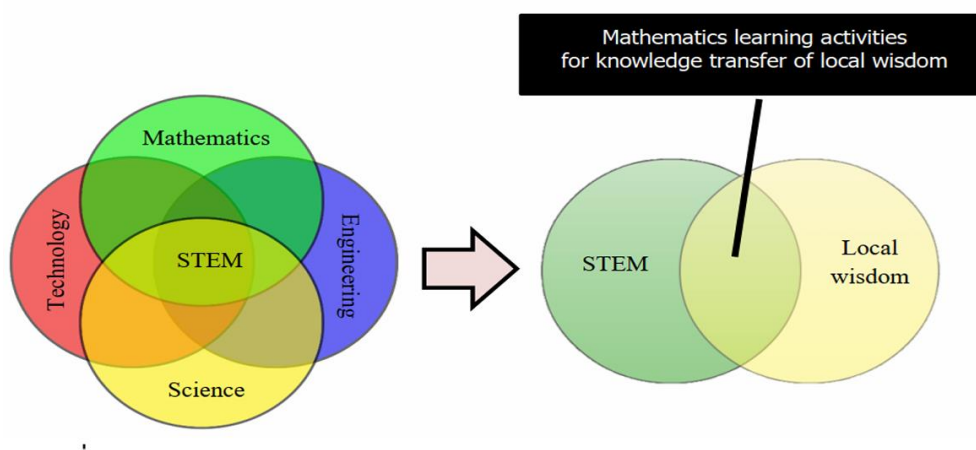 Mathematics learning activities
for knowledge transfer of local wisdom
Mathematics
Technology
STEM
Engineering
Science
STEM
Local
wisdom